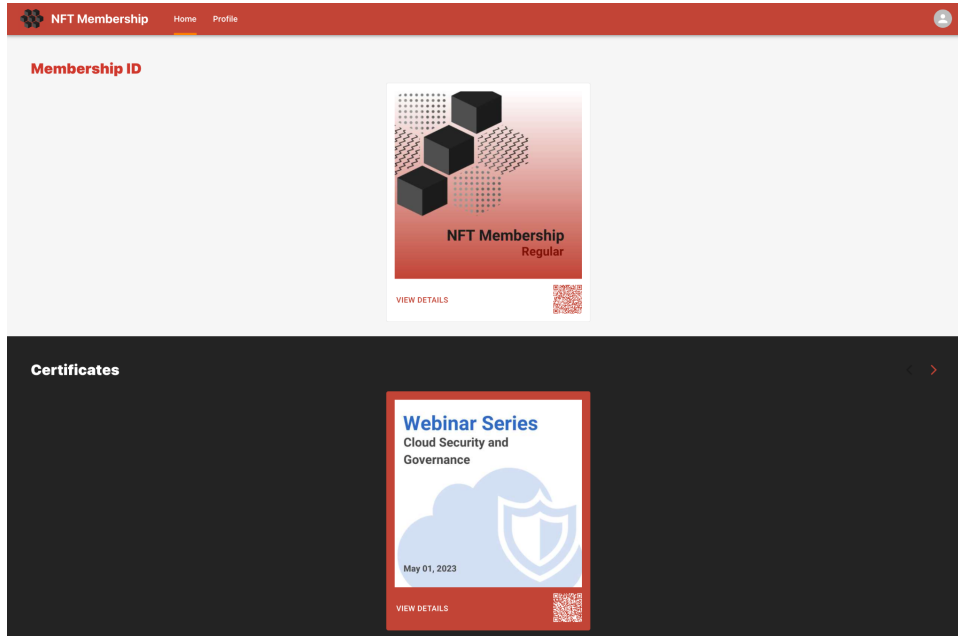 NFT Membership
Home
Profile
Membership ID
NFT Membership
Regular
VIEW DETAILS
Certificates
Webinar Series
Cloud Security and
Governance
May 01, 2023
VIEW DETAILS